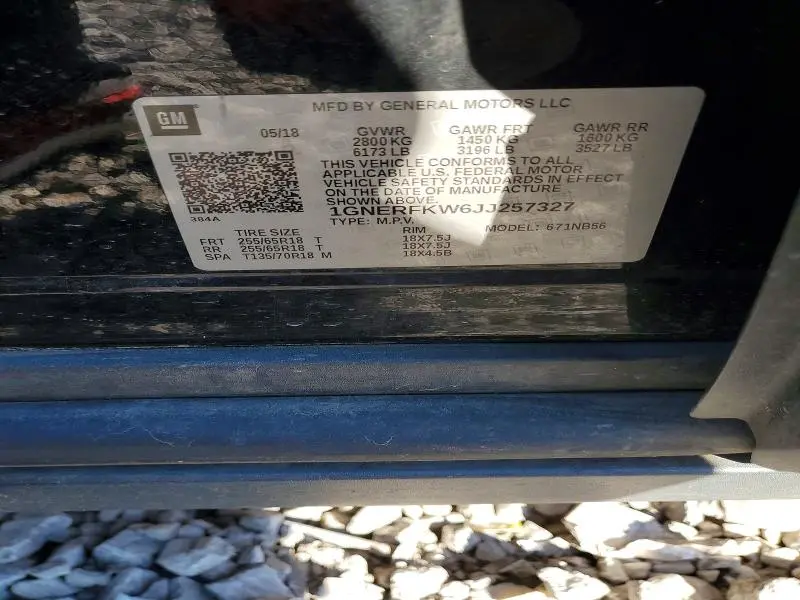 GM
MFD BY GENERAL MOTORS LLC
05/18 GVWR GAWR FRT GAWR RR
2800 KG 1450 KG 1600 KG
6173 LB 3196 LB 3527 LB
THIS VEHICLE CONFORMS TO ALL
APPLICABLE U.S. FEDERAL MOTOR
VEHICLE SAFETY STANDARDS IN EFFECT
ON THE DATE OF MANUFACTURE
SHOWN ABOVE.
384A
1GNERFKW6JJ257327
TYPE: M.P.V. MODEL: 671NB56
TIRE SIZE RIM
FRT 255/65R18 T 18X7.5J
RR 255/65R18 T 18X7.5J
SPA T135/70R18 M 18X4.5B